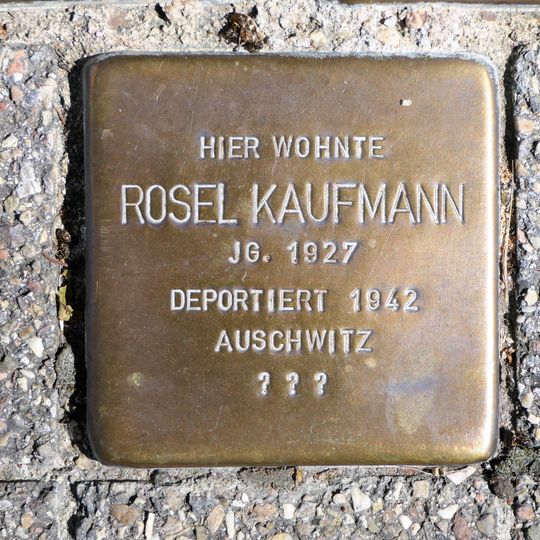 HIER WOHNTE
ROSEL KAUFMANN
JG. 1927
DEPORTIERT 1942
AUSCHWITZ
? ? ?